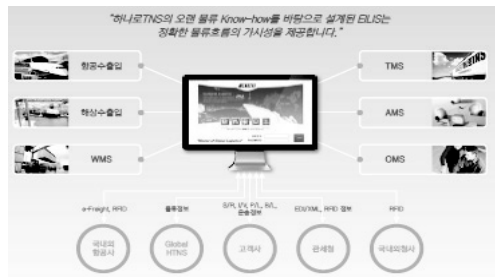 "하나로TNS의 오랜 물류 Know-how를 바탕으로 설계된 EILIS는
정확한 물류흐름의 가시성을 제공합니다."
항공수출입
TMS
해상수출입
AMS
WMS
OMS
e-Freight, RFID
물류정보
S/R, I/V, P/L, B/L,
운송정보
EDI/XML, RFID 정보
RFID
국내외
항공사
Global
HTNS
고객사
관세청
국내외협사